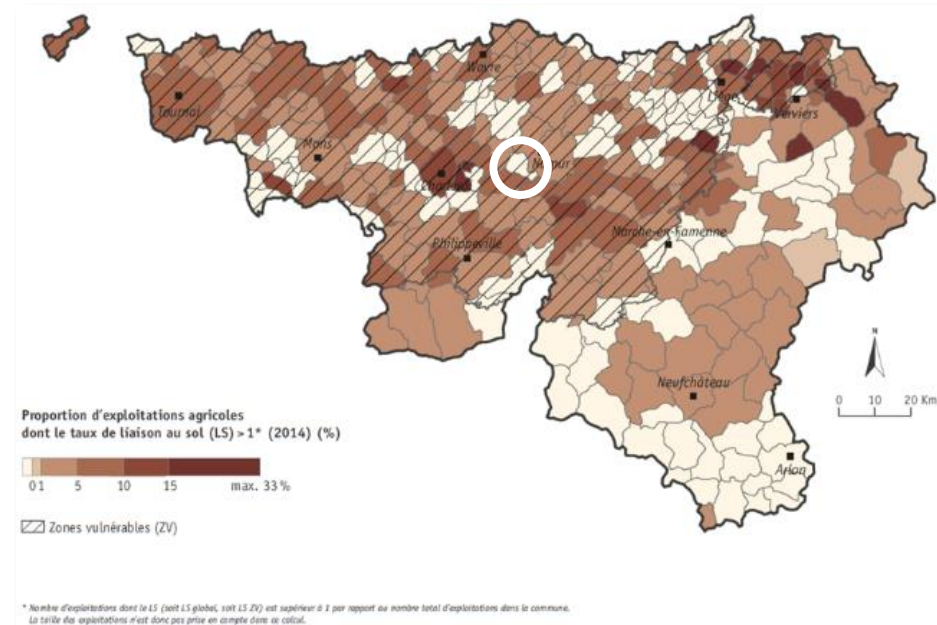 Wavre
Tournai
Liège
Verviers
Mons
Namur
Charleroi
Marche-en-Famenne
Philippeville
Neufchâteau
Arlon
N
0 10 20 Km
Proportion d'exploitations agricoles
dont le taux de liaison au sol (LS) > 1* (2014) (%)
0 1 5 10 15 max. 33 %
Zones vulnérables (ZV)
* Nombre d'exploitations dont le LS (soit LS global, soit LS ZV) est supérieur à 1 par rapport au nombre total d'exploitations dans la commune.
La taille des exploitations n'est donc pas prise en compte dans ce calcul.